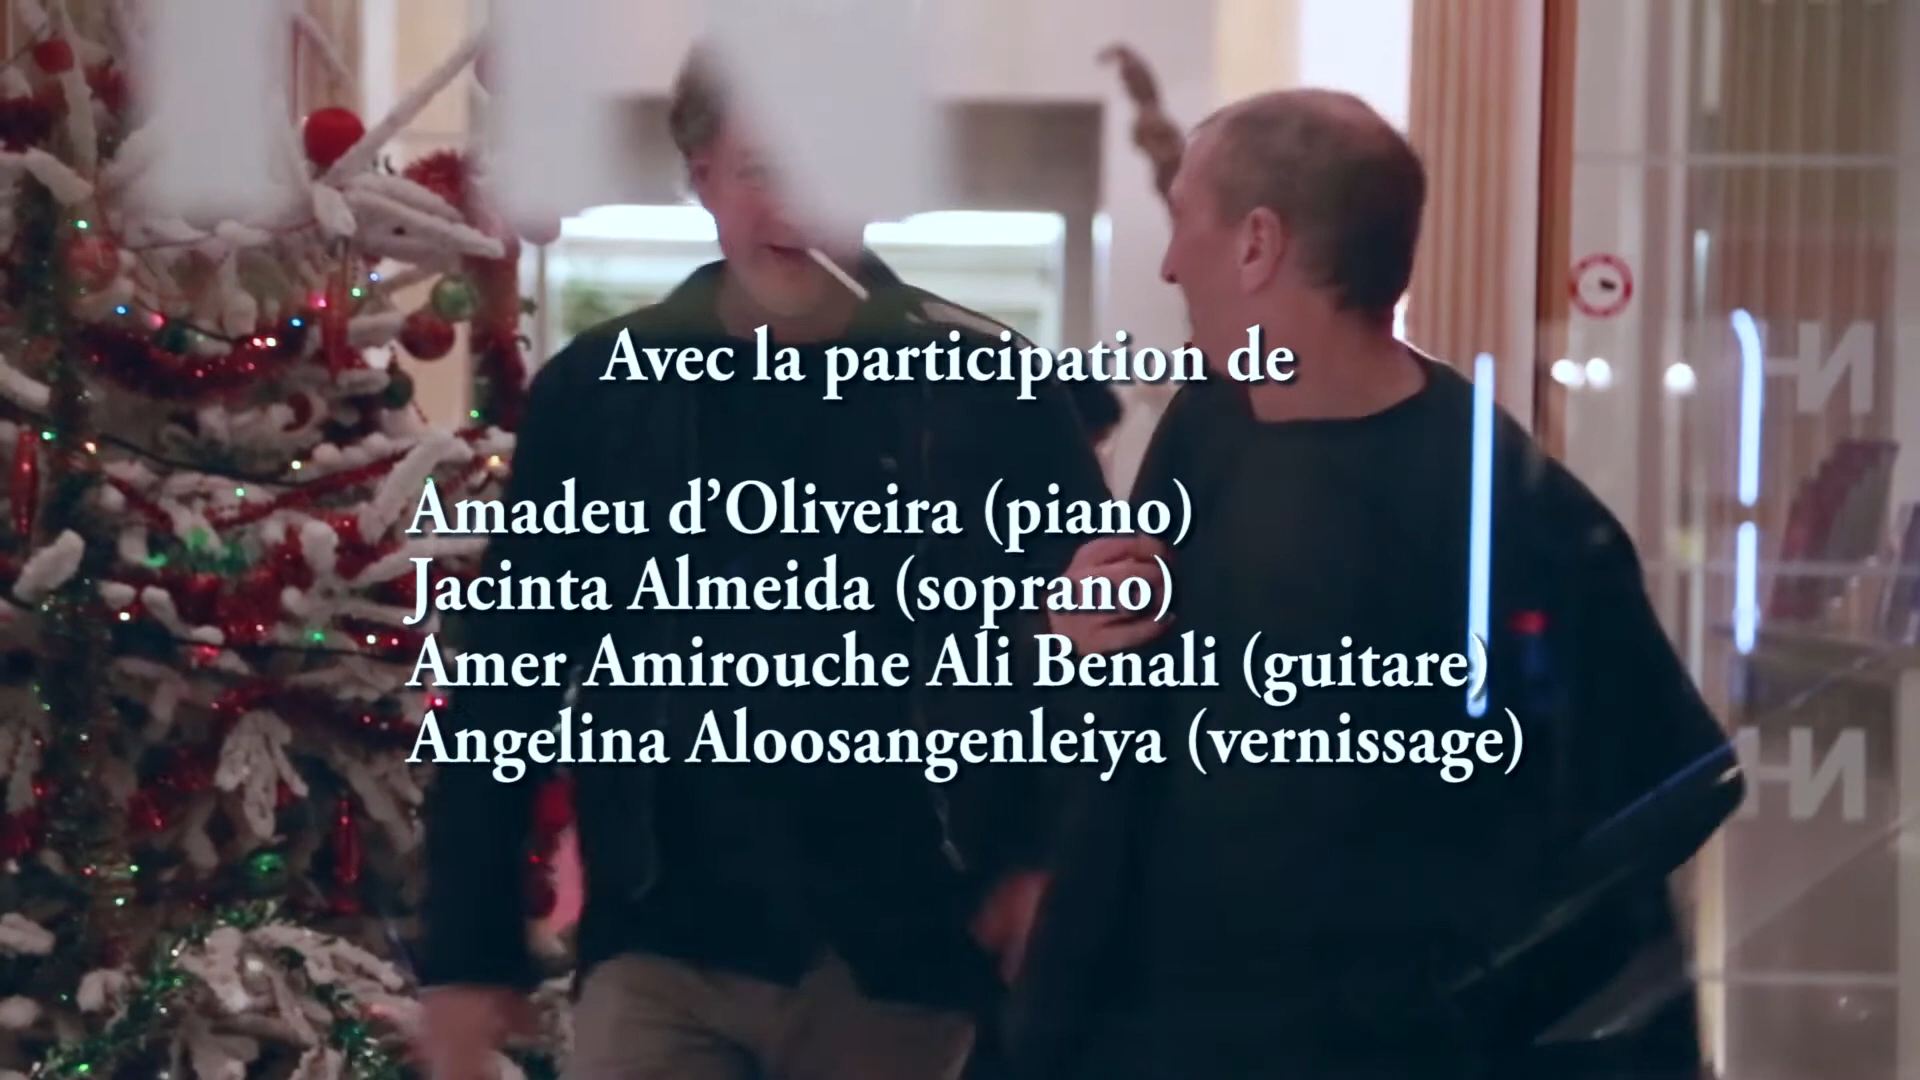 Avec la participation de
Amadeu d’Oliveira (piano)
Jacinta Almeida (soprano)
Amer Amirouche Ali Benali (guitare)
Angelina Aloosangenleiya (vernissage)